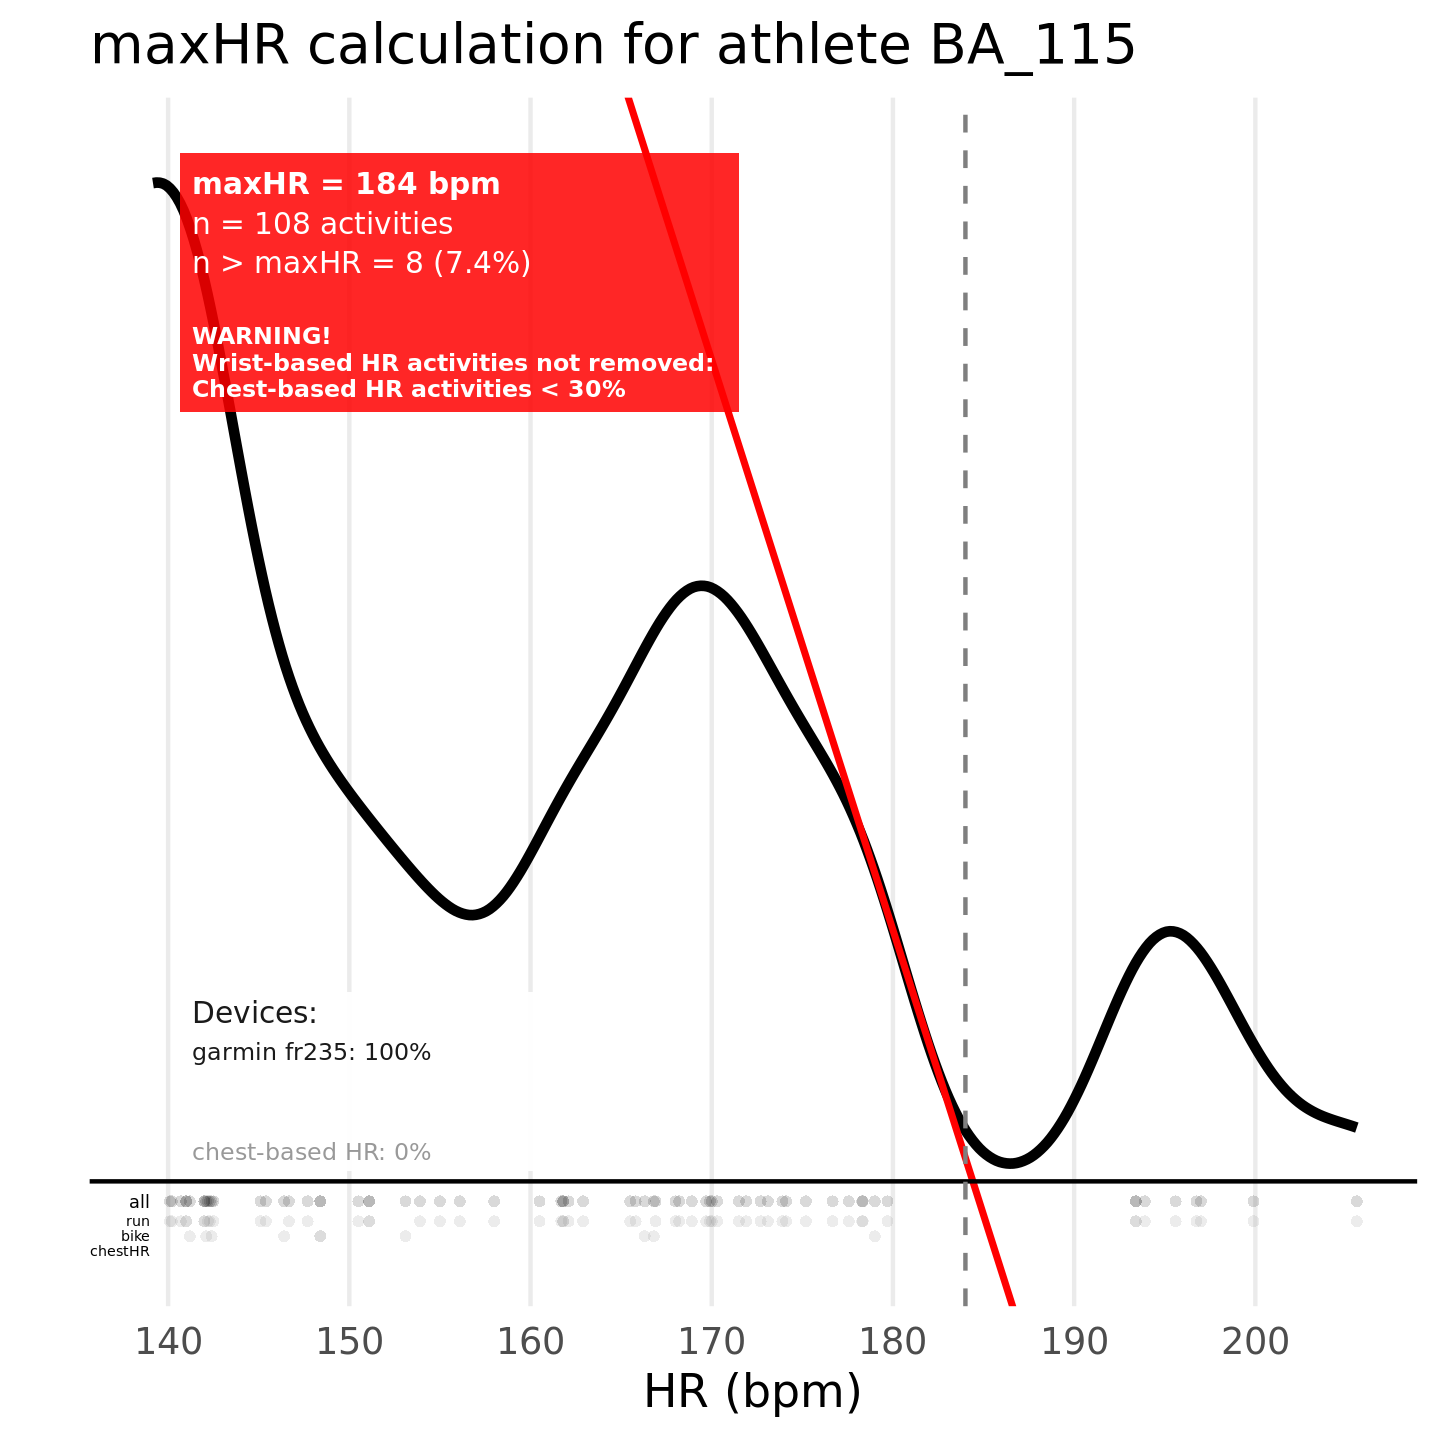 maxHR calculation for athlete BA_115
maxHR = 184 bpm
n = 108 activities
n > maxHR = 8 (7.4%)
WARNING!
Wrist-based HR activities not removed:
Chest-based HR activities < 30%
Devices:
garmin fr235: 100%
chest-based HR: 0%
all
run
bike
chestHR
140 150 160 170 180 190 200
HR (bpm)